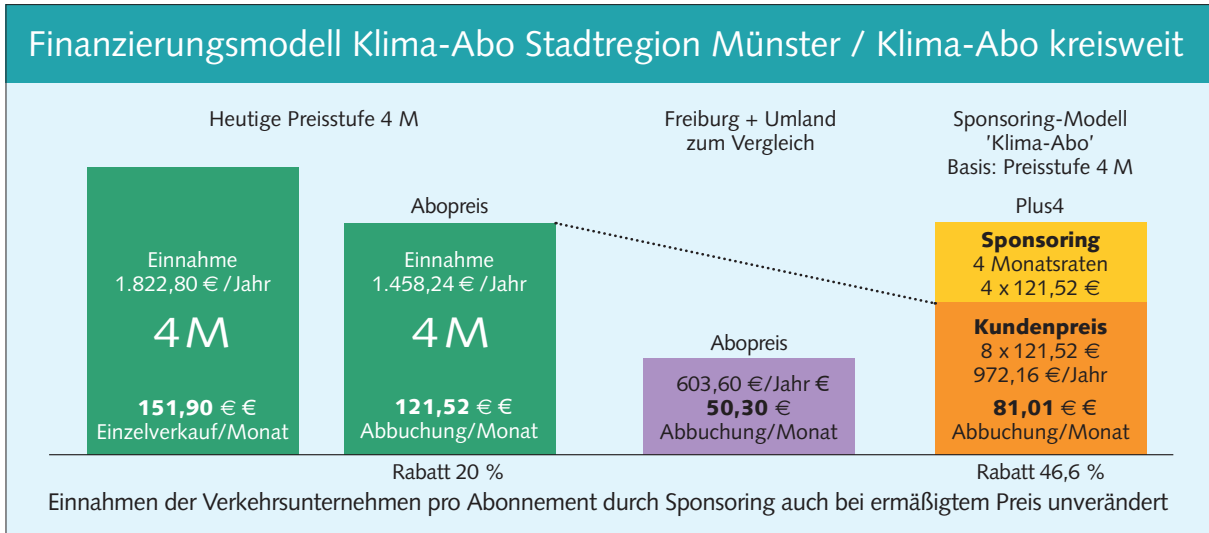 Finanzierungsmodell Klima-Abo Stadtregion Münster / Klima-Abo kreisweit
Heutige Preisstufe 4 M
Einnahme
1.822,80 € /Jahr
4 M
151,90 € €
Einzelverkauf/Monat
Abopreis
Einnahme
1.458,24 € /Jahr
4 M
121,52 € €
Abbuchung/Monat
Rabatt 20 %
Freiburg + Umland
zum Vergleich
Abopreis
603,60 €/Jahr €
50,30 €
Abbuchung/Monat
Sponsoring-Modell
'Klima-Abo'
Basis: Preisstufe 4 M
Plus4
Sponsoring
4 Monatsraten
4 x 121,52 €
Kundenpreis
8 x 121,52 €
972,16 €/Jahr
81,01 € €
Abbuchung/Monat
Rabatt 46,6 %
Einnahmen der Verkehrsunternehmen pro Abonnement durch Sponsoring auch bei ermäßigtem Preis unverändert